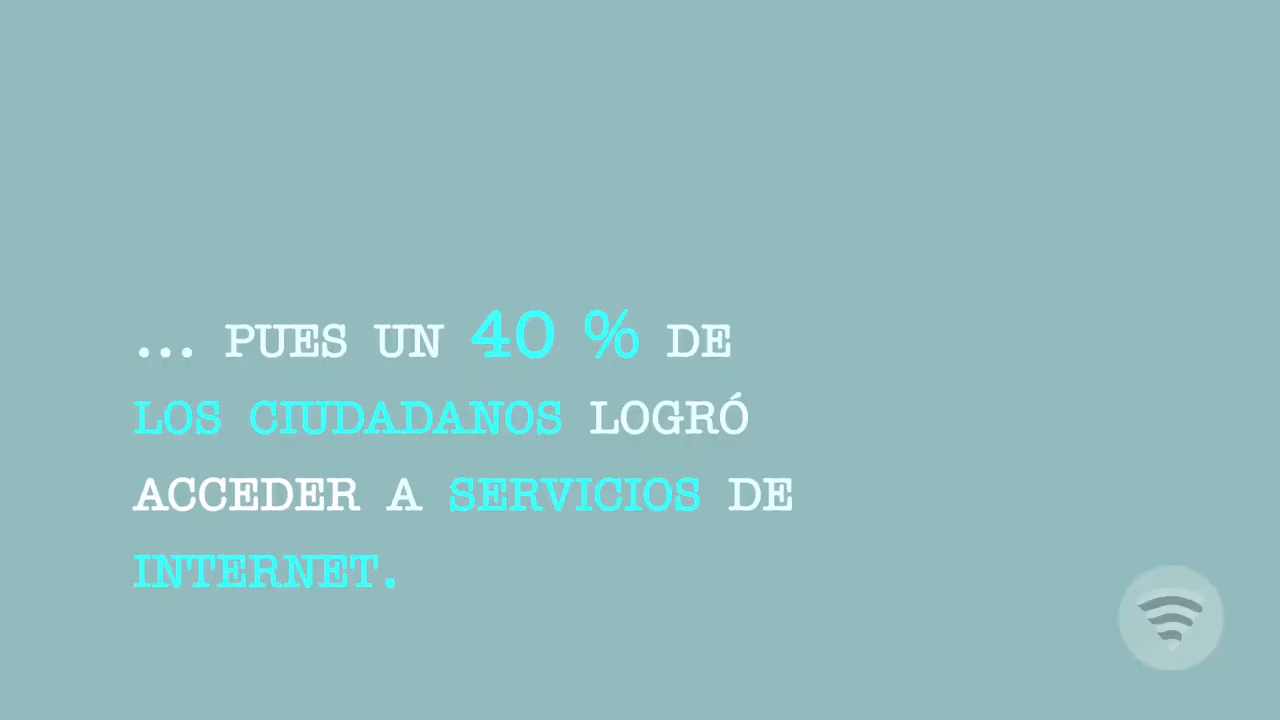 ... PUES UN 40 % DE
LOS CIUDADANOS LOGRÓ
ACCEDER A SERVICIOS DE
INTERNET.